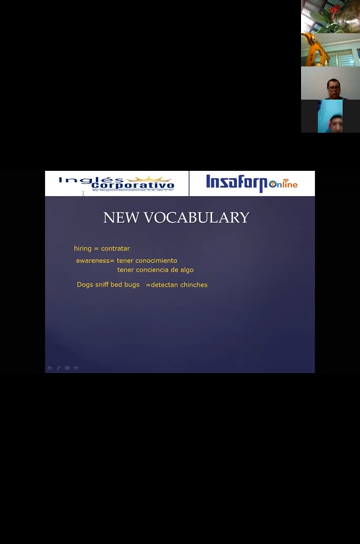 Inglés
Corporativo
Insaforp Online
NEW VOCABULARY
hiring = contratar
awareness= tener conocimiento
tener conciencia de algo
Dogs sniff bed bugs =detectan chinches